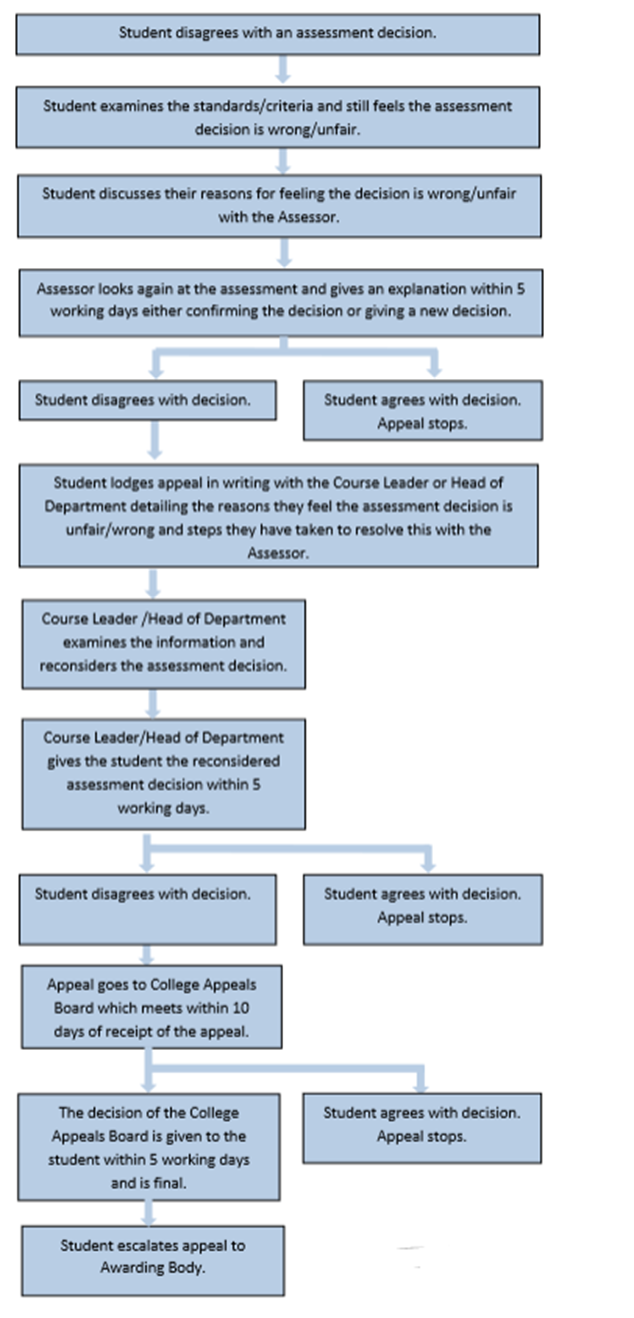 Student disagrees with an assessment decision.
Student examines the standards/criteria and still feels the assessment
decision is wrong/unfair.
Student discusses their reasons for feeling the decision is wrong/unfair
with the Assessor.
Assessor looks again at the assessment and gives an explanation within 5
working days either confirming the decision or giving a new decision.
Student disagrees with decision.
Student agrees with decision.
Appeal stops.
Student lodges appeal in writing with the Course Leader or Head of
Department detailing the reasons they feel the assessment decision is
unfair/wrong and steps they have taken to resolve this with the
Assessor.
Course Leader /Head of Department
examines the information and
reconsiders the assessment decision.
Course Leader/Head of Department
gives the student the reconsidered
assessment decision within 5
working days.
Student disagrees with decision.
Student agrees with decision.
Appeal stops.
Appeal goes to College Appeals
Board which meets within 10
days of receipt of the appeal.
The decision of the College
Appeals Board is given to the
student within 5 working days
and is final.
Student agrees with decision.
Appeal stops.
Student escalates appeal to
Awarding Body.